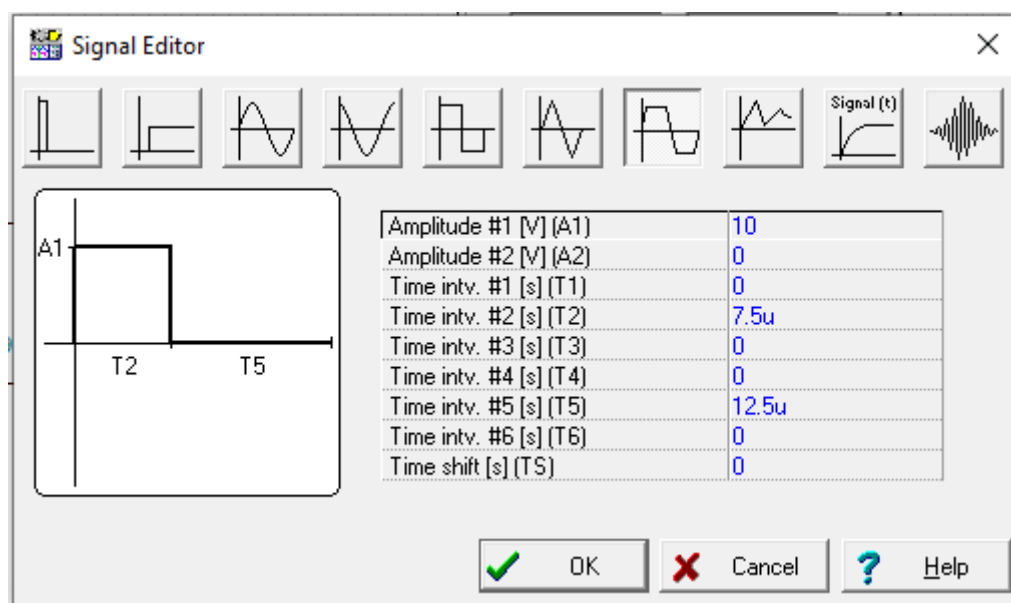 Signal Editor
Signal (t)
A1
T2 T5
Amplitude #1 [V] (A1) 10
Amplitude #2 [V] (A2) 0
Time intv. #1 [s] (T1) 0
Time intv. #2 [s] (T2) 7.5u
Time intv. #3 [s] (T3) 0
Time intv. #4 [s] (T4) 0
Time intv. #5 [s] (T5) 12.5u
Time intv. #6 [s] (T6) 0
Time shift [s] (TS) 0
OK Cancel Help